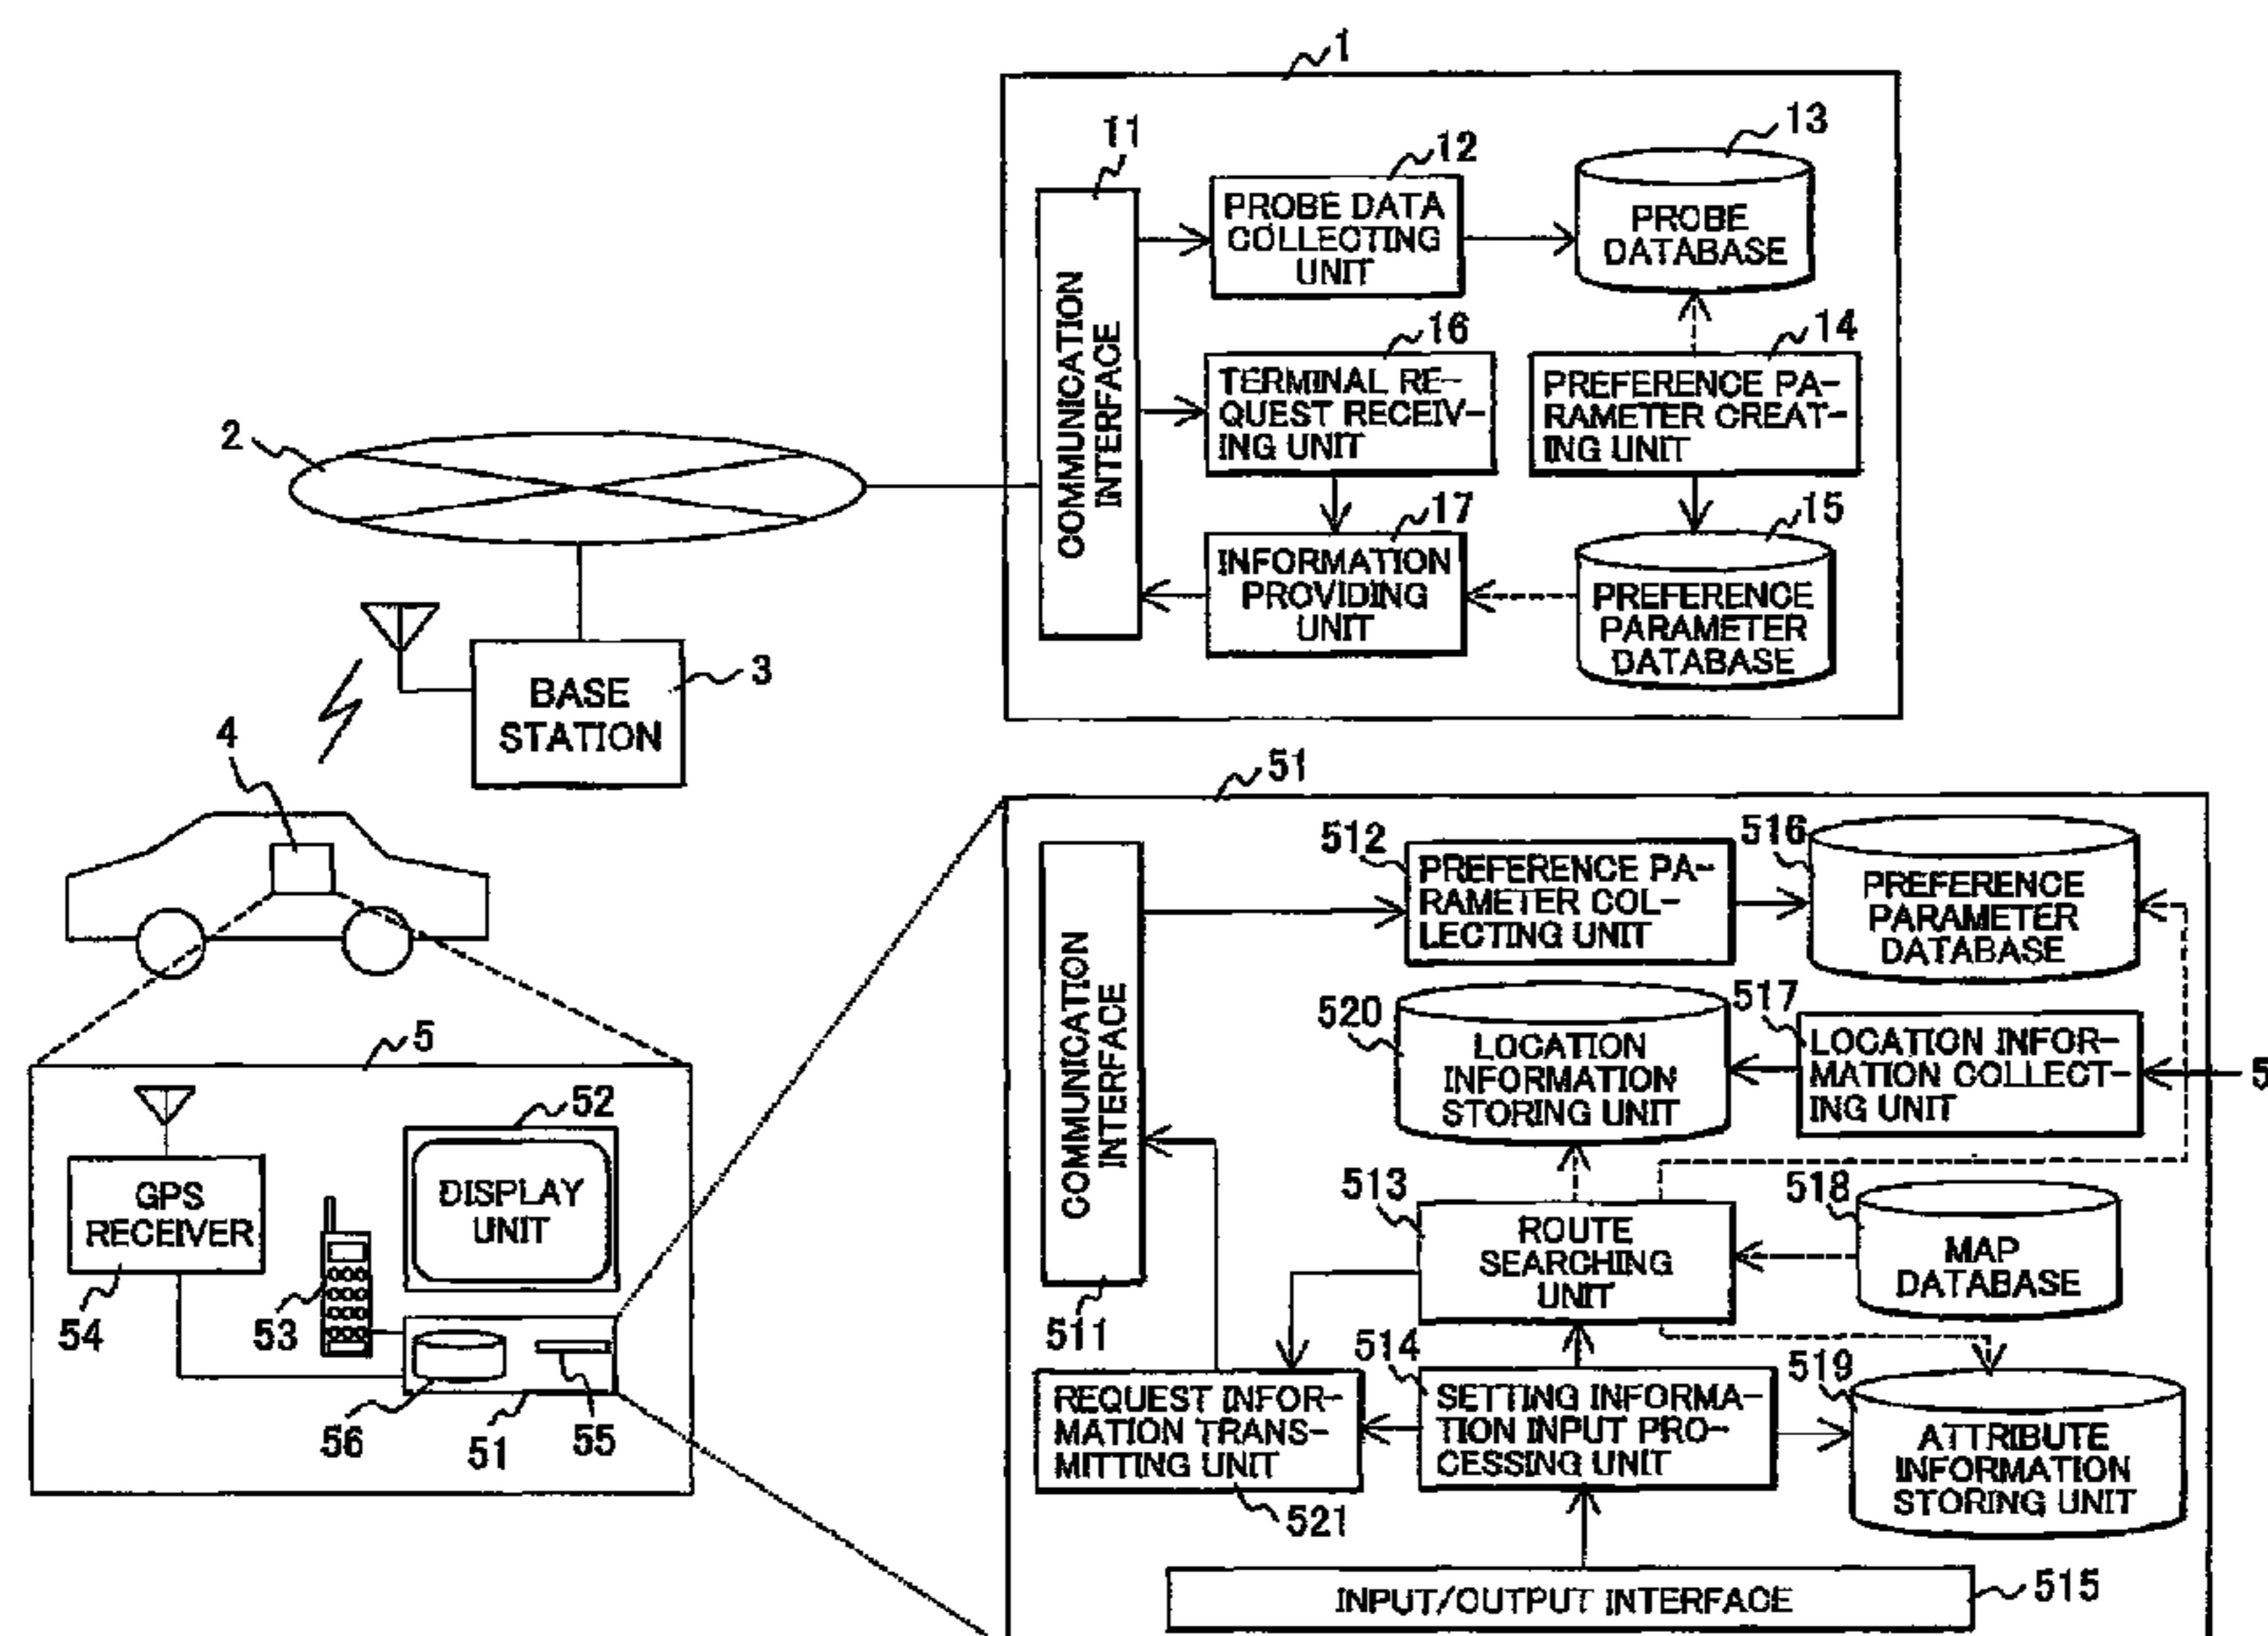 1
11
12
13
PROBE DATA
COLLECTING
UNIT
PROBE
DATABASE
COMMUNICATION
INTERFACE
16
14
TERMINAL RE-
QUEST RECEIV-
ING UNIT
PREFERENCE PA-
RAMETER CREAT-
ING UNIT
17
15
INFORMATION
PROVIDING
UNIT
PREFERENCE
PARAMETER
DATABASE
2
BASE
STATION
3
4
5
GPS
RECEIVER
54
53
52
DISPLAY
UNIT
56
51
55
51
COMMUNICATION
INTERFACE
511
512
PREFERENCE PA-
RAMETER COL-
LECTING UNIT
516
PREFERENCE
PARAMETER
DATABASE
520
LOCATION
INFORMATION
STORING UNIT
517
LOCATION INFOR-
MATION COLLECT-
ING UNIT
513
ROUTE
SEARCHING
UNIT
518
MAP
DATABASE
REQUEST INFOR-
MATION TRANS-
MITTING UNIT
521
514
SETTING INFORMA-
TION INPUT PRO-
CESSING UNIT
519
ATTRIBUTE
INFORMATION
STORING UNIT
INPUT/OUTPUT INTERFACE
515